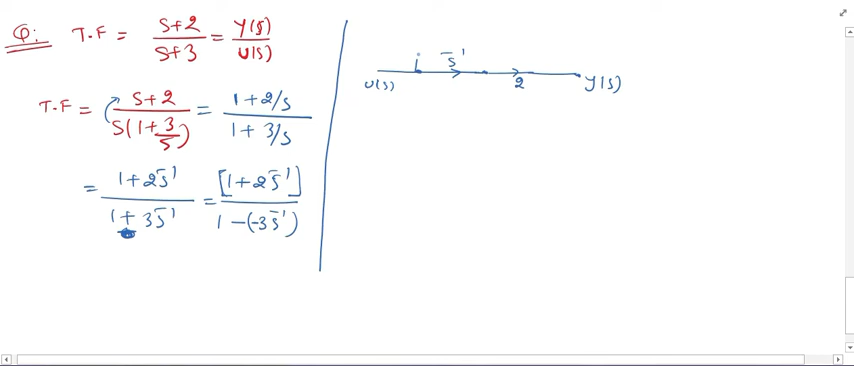 Q: T.F = s+2 / s+3 = Y(s) / U(s)
T.F = s+2 / s(1+3/s) = 1+2/s / 1+3/s
= 1+2s⁻¹ / 1+3s⁻¹ = [1+2s⁻¹] / 1-(-3s⁻¹)
1 s⁻¹
U(s) 2 Y(s)